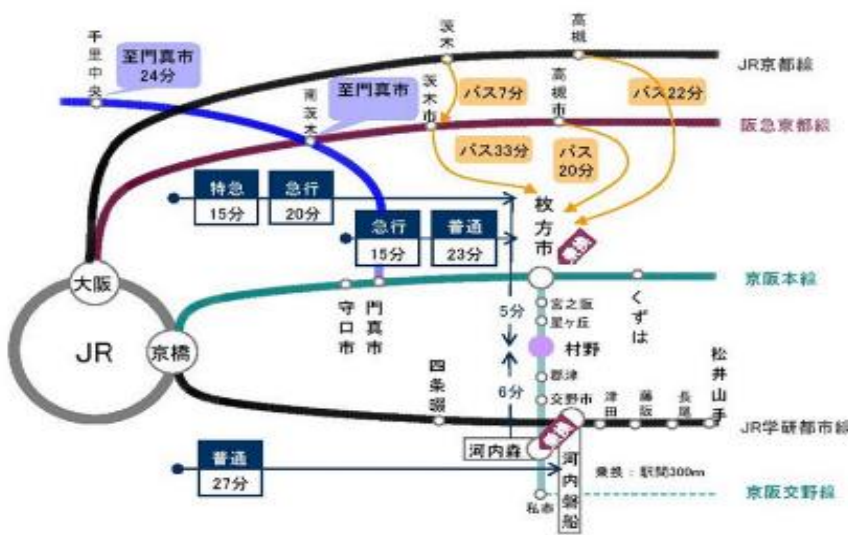 高槻
茨木
千里中央
至門真市
24分
JR京都線
南茨木
至門真市
茨木市
バス7分
高槻市
バス22分
阪急京都線
バス33分
バス
20分
特急
15分
急行
20分
枚方市
急行
15分
普通
23分
乗換
大阪
京阪本線
守口市
門真市
5分
宮之阪
星ヶ丘
くずは
JR
京橋
村野
四条畷
6分
郡津
交野市
津田
藤阪
長尾
松井山手
JR学研都市線
乗換
河内森
河内磐船
普通
27分
乗換:駅間300m
私市
京阪交野線